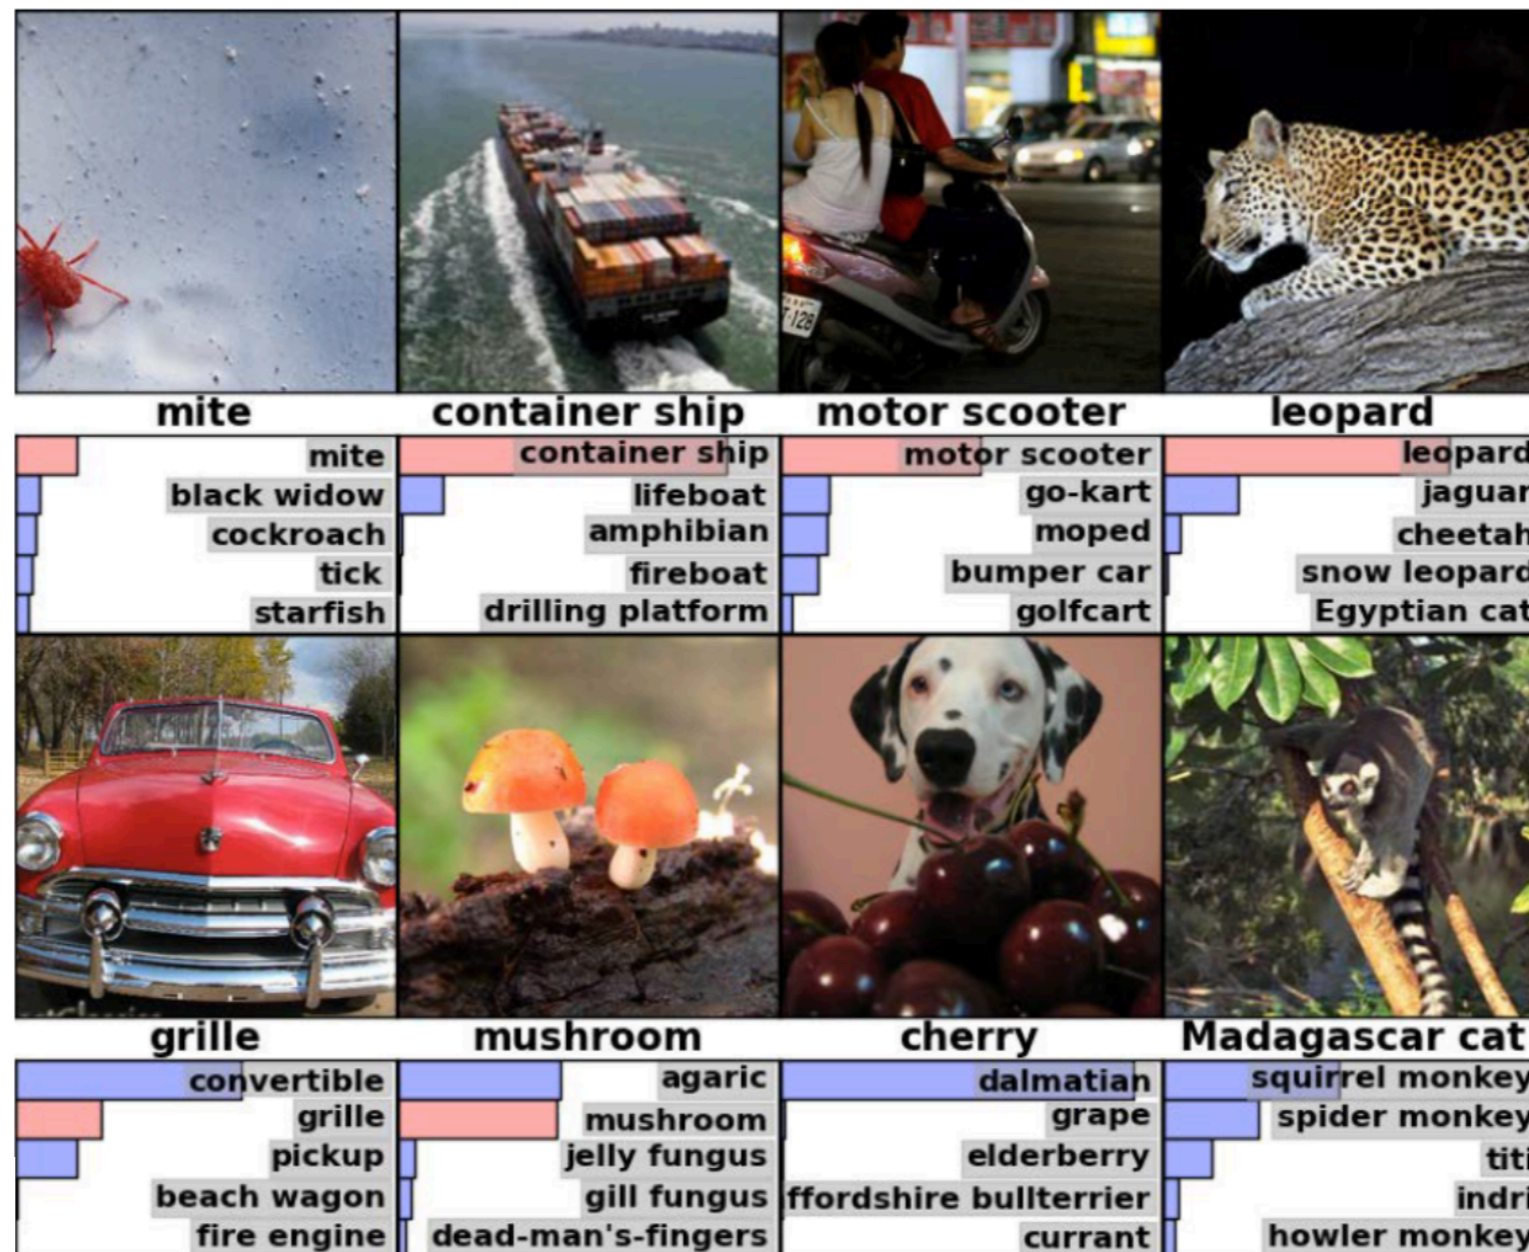 T-128
mite
container ship
motor scooter
leopard
mite
black widow
cockroach
tick
starfish
container ship
lifeboat
amphibian
fireboat
drilling platform
motor scooter
go-kart
moped
bumper car
golfcart
leopard
jaguar
cheetah
snow leopard
Egyptian cat
grille
mushroom
cherry
Madagascar cat
convertible
grille
pickup
beach wagon
fire engine
agaric
mushroom
jelly fungus
gill fungus
dead-man's-fingers
dalmatian
grape
elderberry
ffordshire bullterrier
currant
squirrel monkey
spider monkey
titi
indri
howler monkey